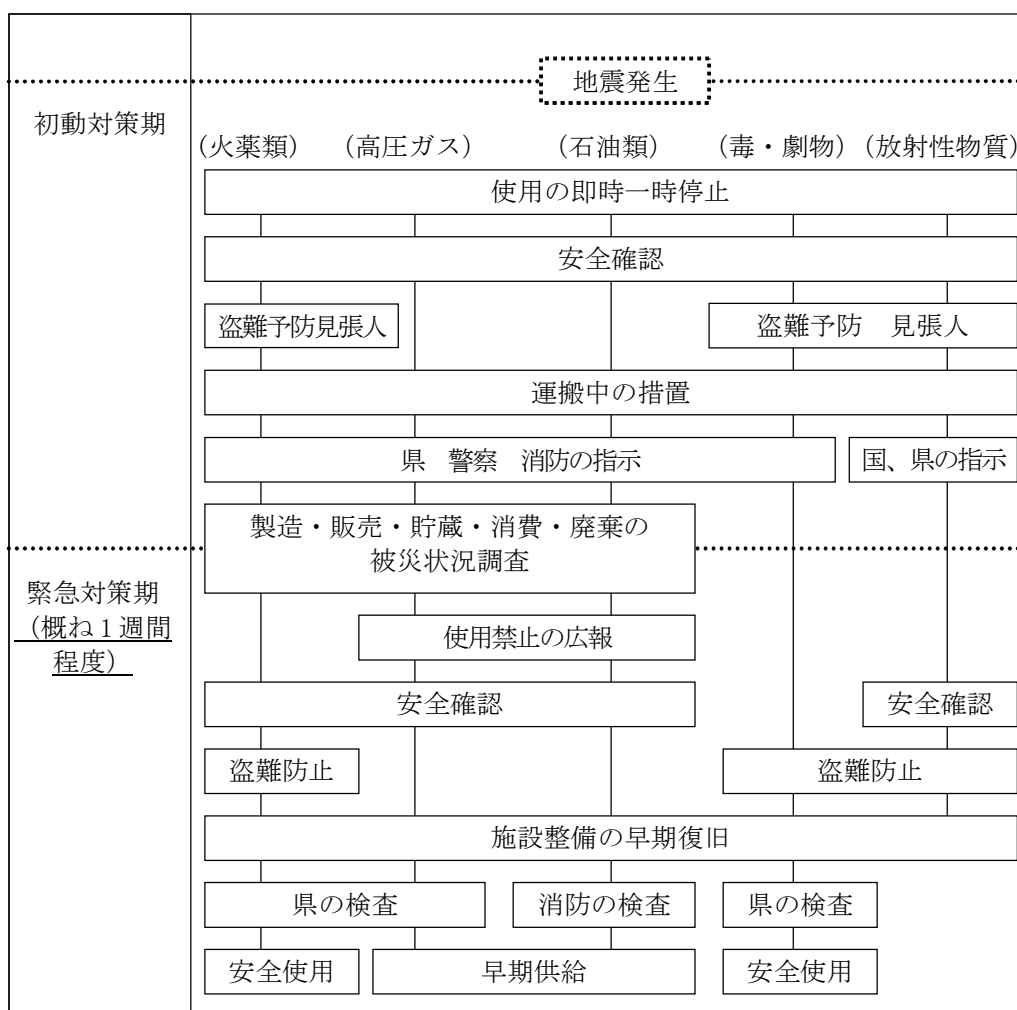 地震発生
初動対策期
（火薬類）　（高圧ガス）　（石油類）　（毒・劇物）（放射性物質）
使用の即時一時停止
安全確認
盗難予防見張人　盗難予防　見張人
運搬中の措置
県　警察　消防の指示　国、県の指示
製造・販売・貯蔵・消費・廃棄の
被災状況調査
緊急対策期
（概ね１週間
程度）
使用禁止の広報
安全確認　安全確認
盗難防止　盗難防止
施設整備の早期復旧
県の検査　消防の検査　県の検査
安全使用　早期供給　安全使用